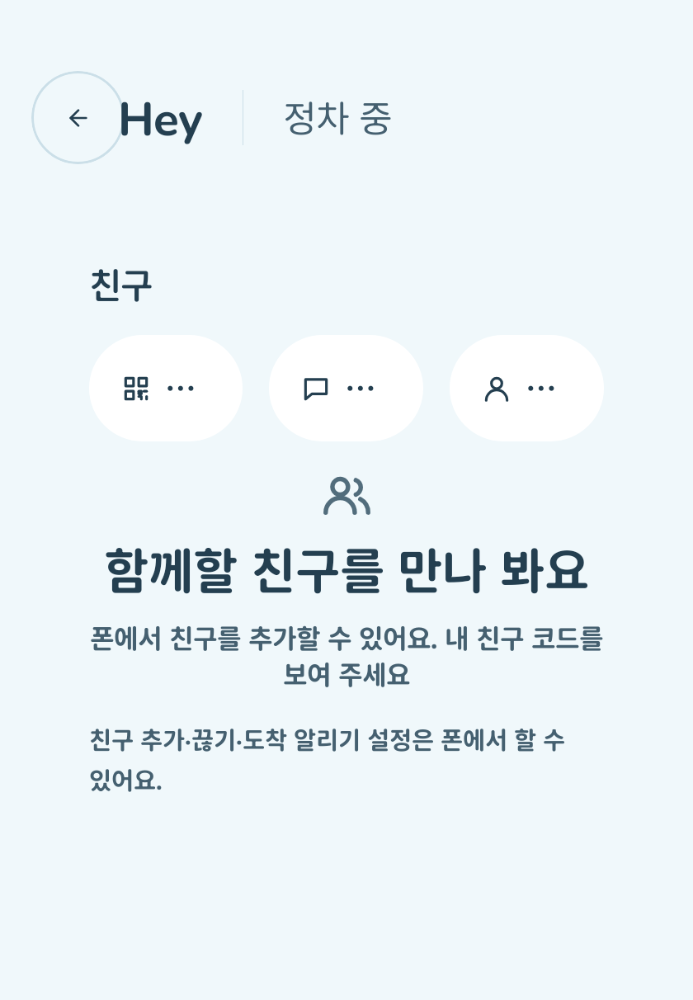 Hey
정차 중
친구
...
...
...
함께할 친구를 만나 봐요
폰에서 친구를 추가할 수 있어요. 내 친구 코드를
보여 주세요
친구 추가·끊기·도착 알리기 설정은 폰에서 할 수
있어요.